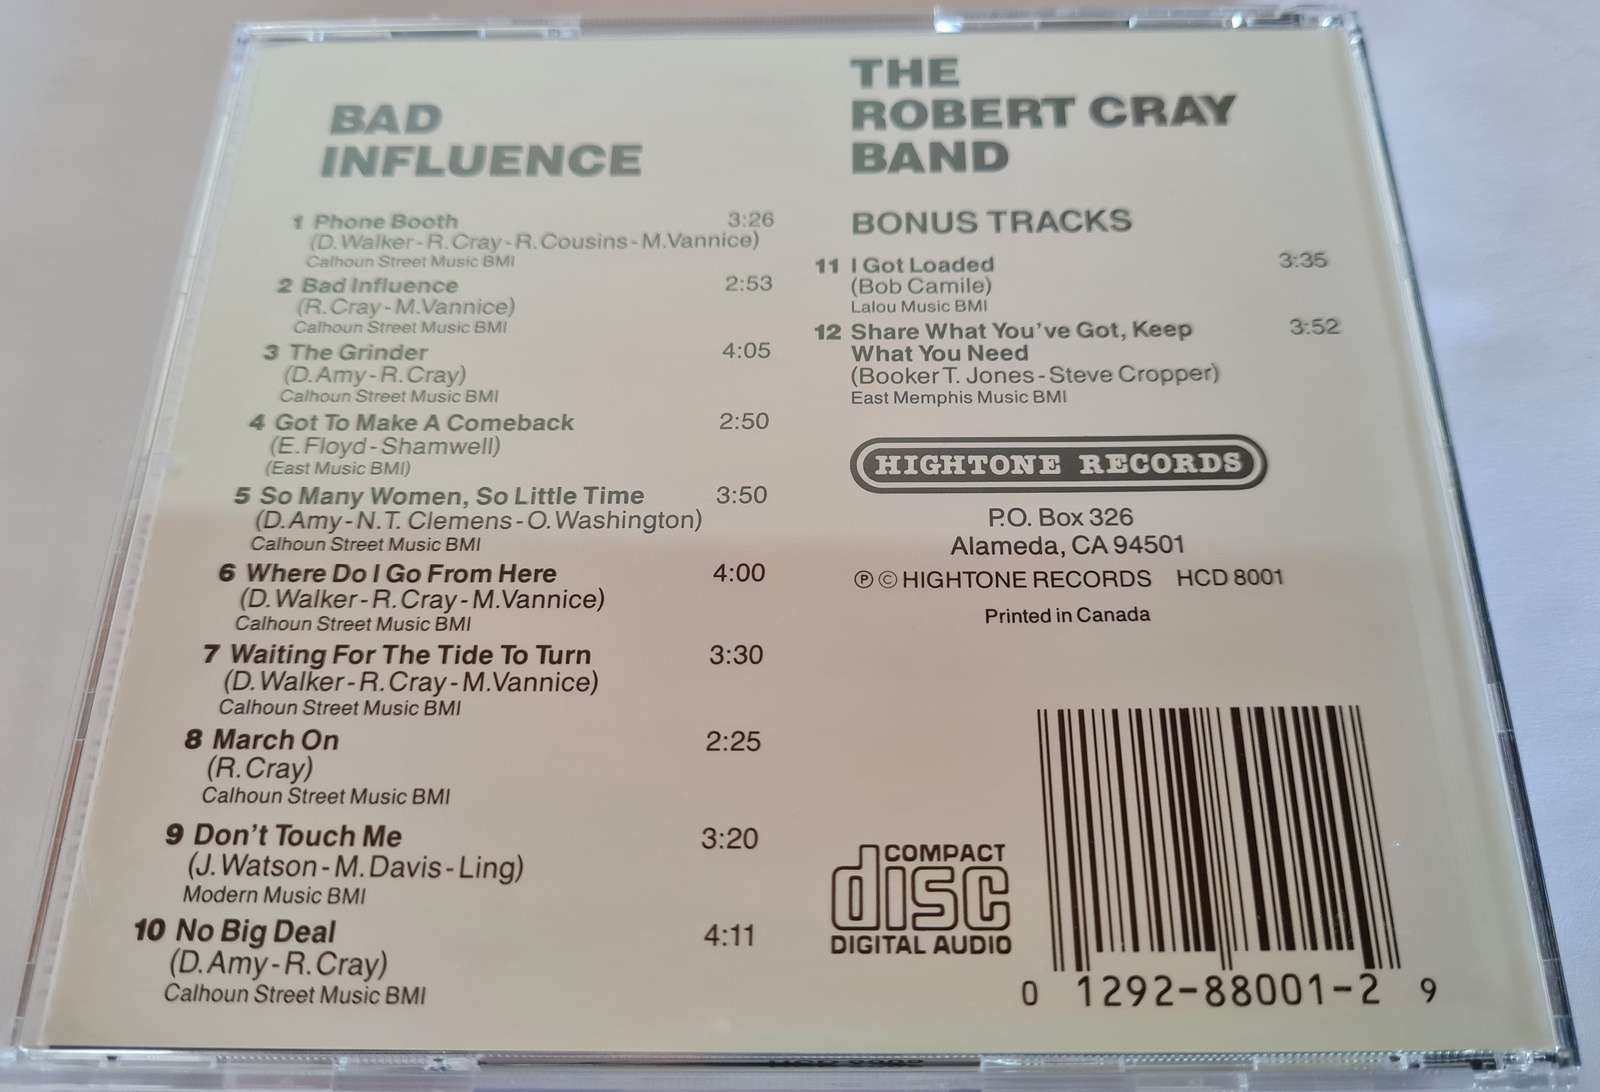 BAD
INFLUENCE
1 Phone Booth 3:26
(D. Walker-R. Cray-R. Cousins-M. Vannice)
Calhoun Street Music BMI
2 Bad Influence 2:53
(R. Cray-M. Vannice)
Calhoun Street Music BMI
3 The Grinder 4:05
(D. Amy-R. Cray)
Calhoun Street Music BMI
4 Got To Make A Comeback 2:50
(E. Floyd-Shamwell)
(East Music BMI)
5 So Many Women, So Little Time 3:50
(D. Amy-N.T. Clemens-O. Washington)
Calhoun Street Music BMI
6 Where Do I Go From Here 4:00
(D. Walker-R. Cray-M. Vannice)
Calhoun Street Music BMI
7 Waiting For The Tide To Turn 3:30
(D. Walker-R. Cray-M. Vannice)
Calhoun Street Music BMI
8 March On 2:25
(R. Cray)
Calhoun Street Music BMI
9 Don't Touch Me 3:20
(J. Watson-M. Davis-Ling)
Modern Music BMI
10 No Big Deal 4:11
(D. Amy-R. Cray)
Calhoun Street Music BMI
THE
ROBERT CRAY
BAND
BONUS TRACKS
11 I Got Loaded 3:35
(Bob Camile)
Lalou Music BMI
12 Share What You've Got, Keep 3:52
What You Need
(Booker T. Jones-Steve Cropper)
East Memphis Music BMI
HIGHTONE RECORDS
P.O. Box 326
Alameda, CA 94501
℗ © HIGHTONE RECORDS HCD 8001
Printed in Canada
COMPACT
disc
DIGITAL AUDIO
0 1292-88001-2 9